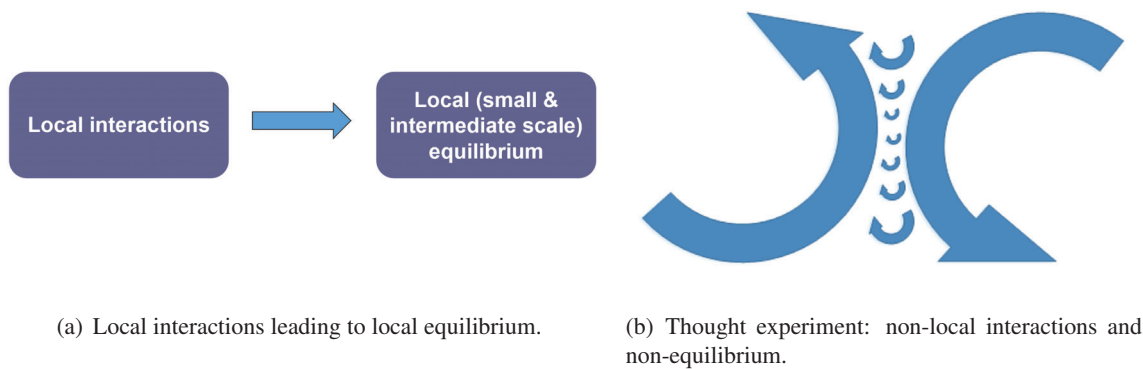 Local interactions
Local (small &
intermediate scale)
equilibrium
(a) Local interactions leading to local equilibrium.
(b) Thought experiment: non-local interactions and
non-equilibrium.